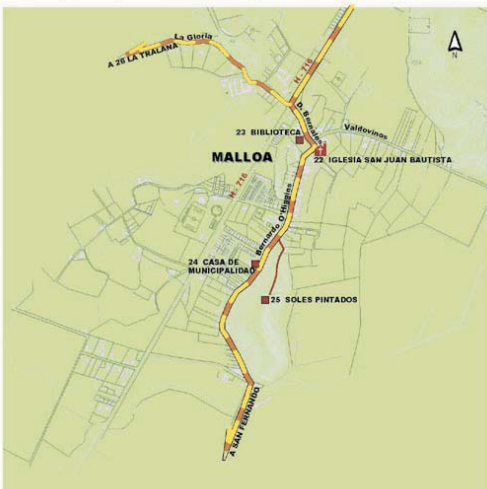 La Gloria
A 26 LA TRALANA
H - 716
N
D. Bernales
23 BIBLIOTECA
Valdovinos
MALLOA
22 IGLESIA SAN JUAN BAUTISTA
H - 716
Bernardo O'Higgins
24 CASA DE
MUNICIPALIDAD
25 SOLES PINTADOS
A SAN FERNANDO